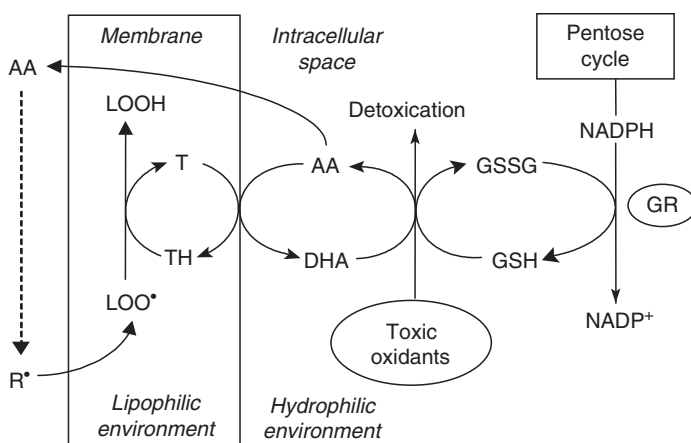 Membrane
Intracellular
space
Pentose
cycle
AA
LOOH
Detoxication
NADPH
T
AA
GSSG
GR
TH
DHA
GSH
LOO•
Toxic
oxidants
NADP+
R•
Lipophilic
environment
Hydrophilic
environment